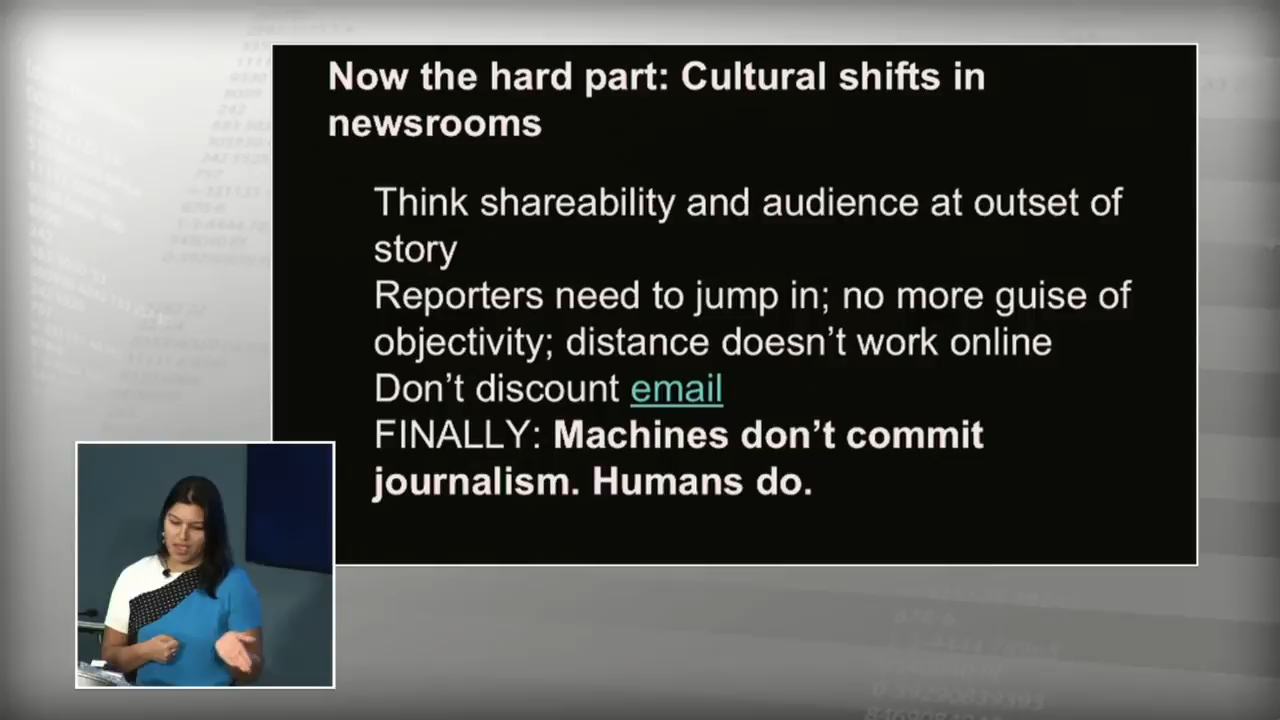 Now the hard part: Cultural shifts in
newsrooms
Think shareability and audience at outset of
story
Reporters need to jump in; no more guise of
objectivity; distance doesn’t work online
Don’t discount email
FINALLY: Machines don’t commit
journalism. Humans do.